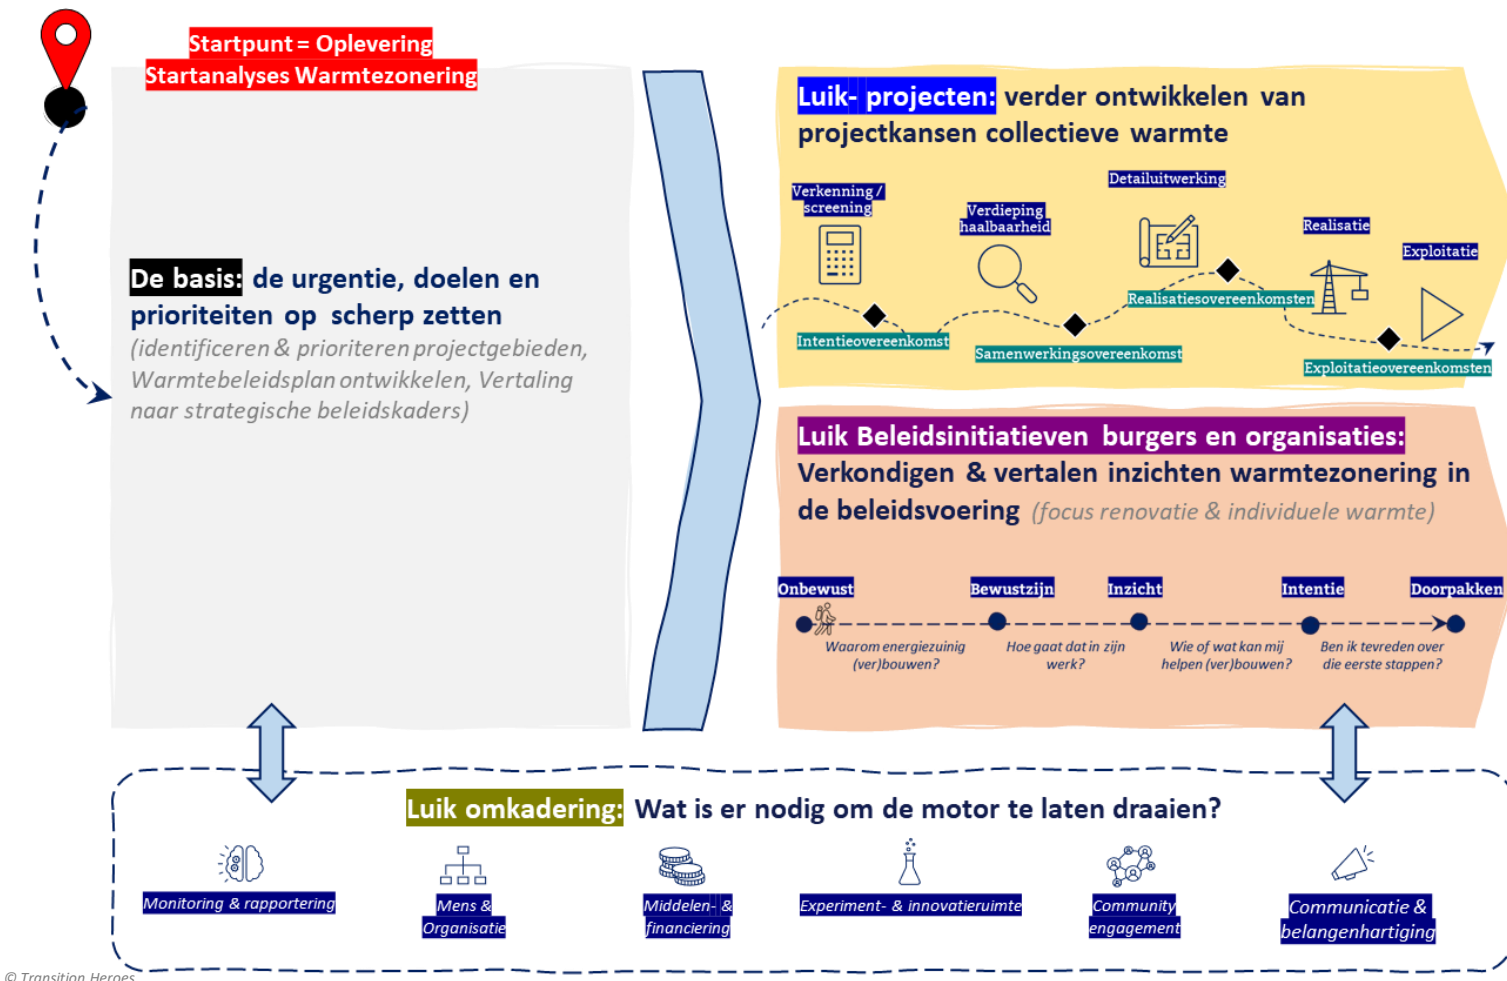 Startpunt = Oplevering
Startanalyses Warmtezonering
De basis: de urgentie, doelen en
prioriteiten op scherp zetten
(identificeren & prioriteren projectgebieden,
Warmtebeleidsplan ontwikkelen, Vertaling
naar strategische beleidskaders)
Luik- projecten: verder ontwikkelen van
projectkansen collectieve warmte
Verkenning /
screening
Verdieping
haalbaarheid
Detailuitwerking
Realisatie
Exploitatie
Intentieovereenkomst
Samenwerkingsovereenkomst
Realisatiesovereenkomsten
Exploitatieovereenkomsten
Luik Beleidsinitiatieven burgers en organisaties:
Verkondigen & vertalen inzichten warmtezonering in
de beleidsvoering (focus renovatie & individuele warmte)
Onbewust
Bewustzijn
Inzicht
Intentie
Doorpakken
Waarom energiezuinig
(ver)bouwen?
Hoe gaat dat in zijn
werk?
Wie of wat kan mij
helpen (ver)bouwen?
Ben ik tevreden over
die eerste stappen?
Luik omkadering: Wat is er nodig om de motor te laten draaien?
Monitoring & rapportering
Mens &
Organisatie
Middelen- &
financiering
Experiment- & innovatieruimte
Community
engagement
Communicatie &
belangenhartiging
© Transition Heroes